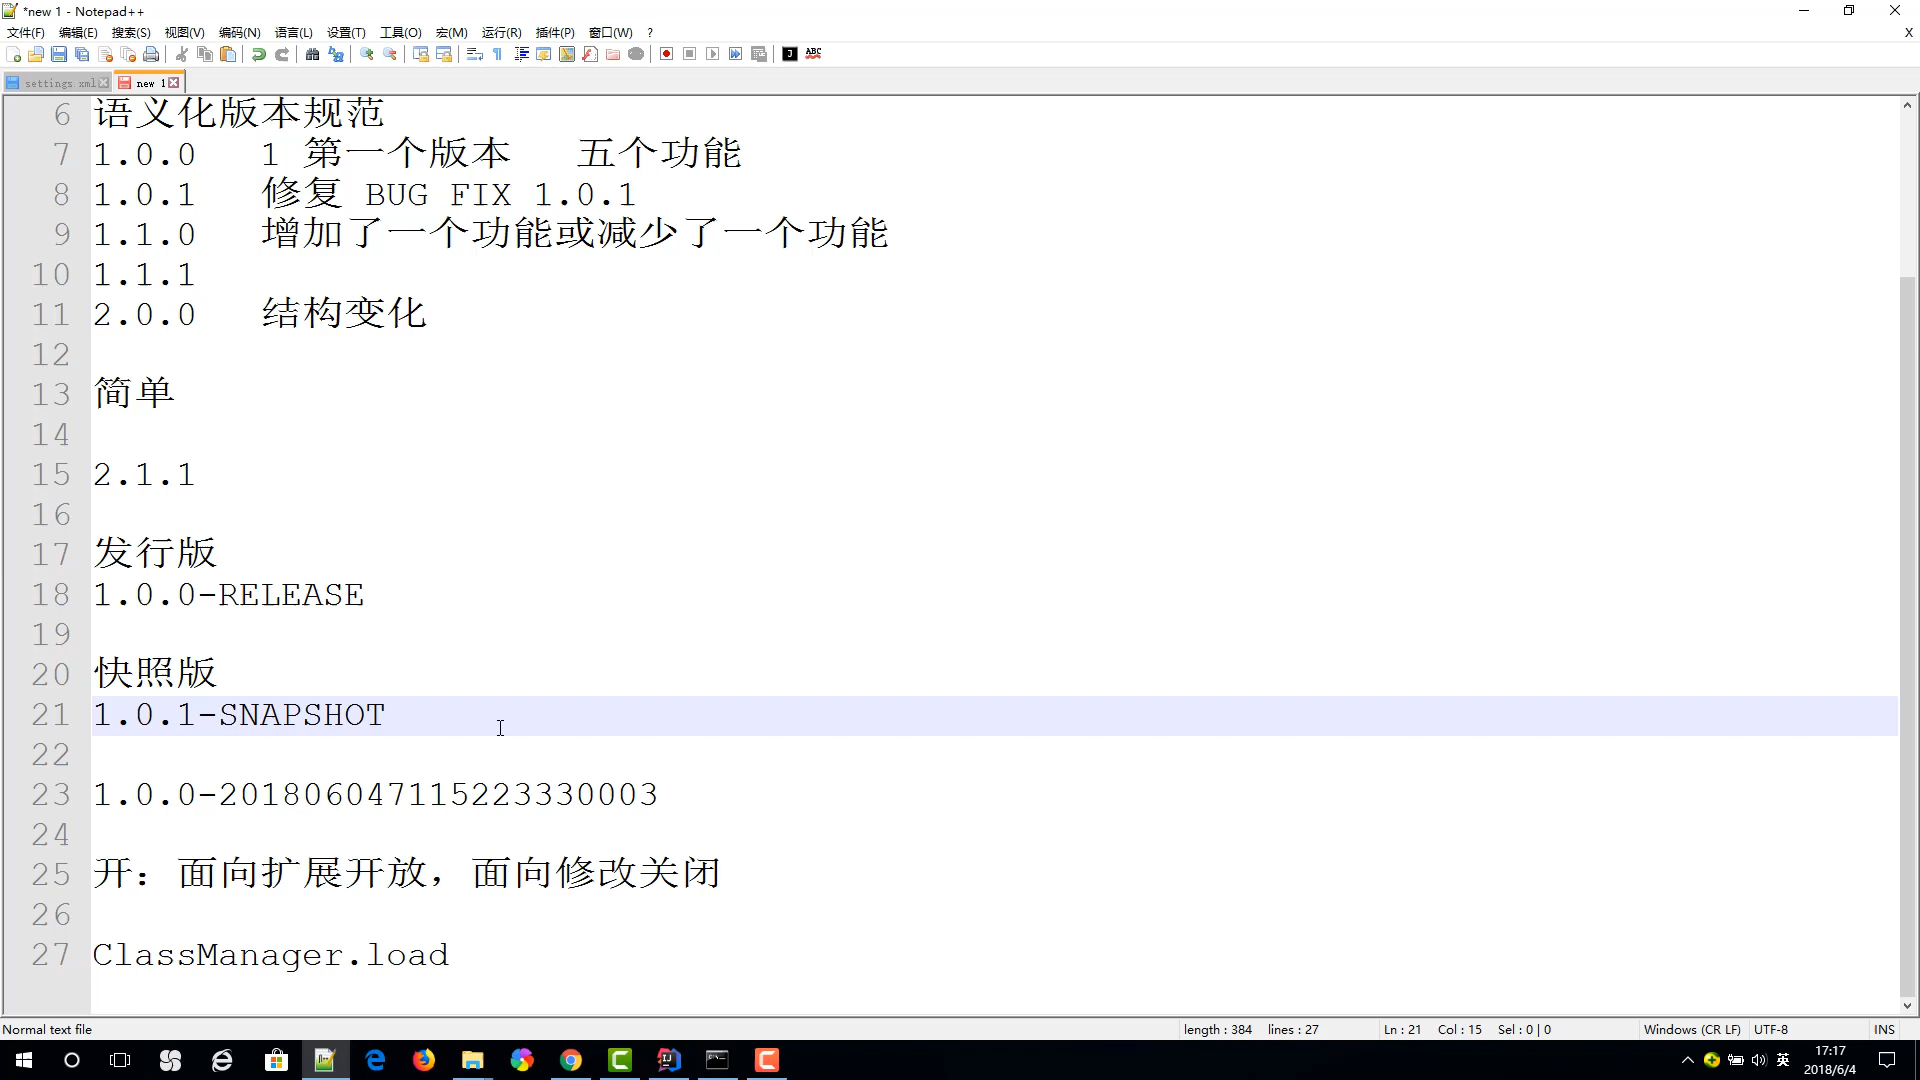 *new 1 - Notepad++
文件(F) 编辑(E) 搜索(S) 视图(V) 编码(N) 语言(L) 设置(T) 工具(O) 宏(M) 运行(R) 插件(P) 窗口(W) ? X
settings.xml new 1
6 语义化版本规范
7 1.0.0 1 第一个版本 五个功能
8 1.0.1 修复 BUG FIX 1.0.1
9 1.1.0 增加了一个功能或减少了一个功能
10 1.1.1
11 2.0.0 结构变化
12
13 简单
14
15 2.1.1
16
17 发行版
18 1.0.0-RELEASE
19
20 快照版
21 1.0.1-SNAPSHOT
22
23 1.0.0-201806047115223330003
24
25 开：面向扩展开放，面向修改关闭
26
27 ClassManager.load
Normal text file length : 384 lines : 27 Ln : 21 Col : 15 Sel : 0 | 0 Windows (CR LF) UTF-8 INS
英 17:17
2018/6/4